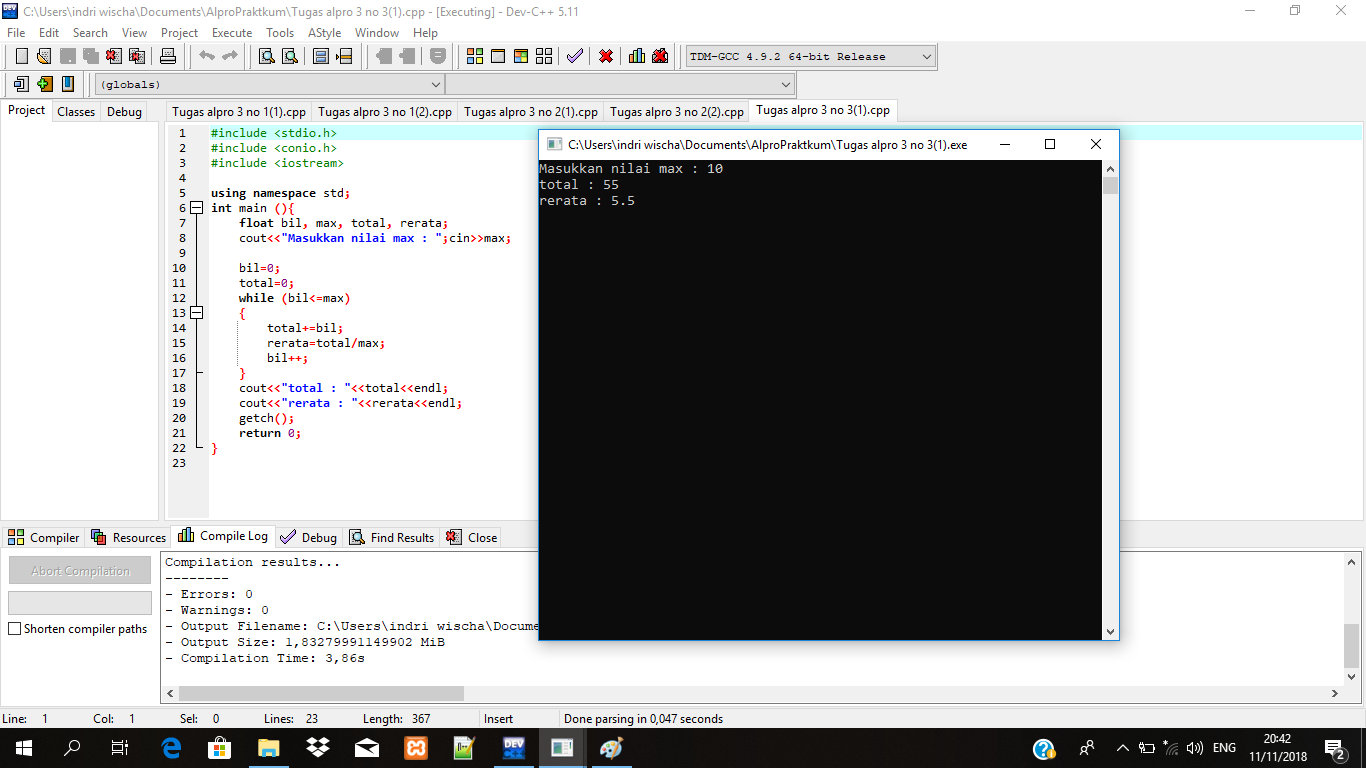 C:\Users\indri wischa\Documents\AlproPraktkum\Tugas alpro 3 no 3(1).cpp - [Executing] - Dev-C++ 5.11
File Edit Search View Project Execute Tools AStyle Window Help
TDM-GCC 4.9.2 64-bit Release
(globals)
Project Classes Debug
Tugas alpro 3 no 1(1).cpp Tugas alpro 3 no 1(2).cpp Tugas alpro 3 no 2(1).cpp Tugas alpro 3 no 2(2).cpp Tugas alpro 3 no 3(1).cpp
1 #include <stdio.h>
2 #include <conio.h>
3 #include <iostream>
4
5 using namespace std;
6 int main (){
7 float bil, max, total, rerata;
8 cout<<"Masukkan nilai max : ";cin>>max;
9
10 bil=0;
11 total=0;
12 while (bil<=max)
13 {
14 total+=bil;
15 rerata=total/max;
16 bil++;
17 }
18 cout<<"total : "<<total<<endl;
19 cout<<"rerata : "<<rerata<<endl;
20 getch();
21 return 0;
22 }
23
C:\Users\indri wischa\Documents\AlproPraktkum\Tugas alpro 3 no 3(1).exe
Masukkan nilai max : 10
total : 55
rerata : 5.5
Compiler Resources Compile Log Debug Find Results Close
Abort Compilation
Shorten compiler paths
Compilation results...
--------
- Errors: 0
- Warnings: 0
- Output Filename: C:\Users\indri wischa\Docume
- Output Size: 1,83279991149902 MiB
- Compilation Time: 3,86s
Line: 1 Col: 1 Sel: 0 Lines: 23 Length: 367 Insert Done parsing in 0,047 seconds
DEV
ENG
20:42
11/11/2018
2